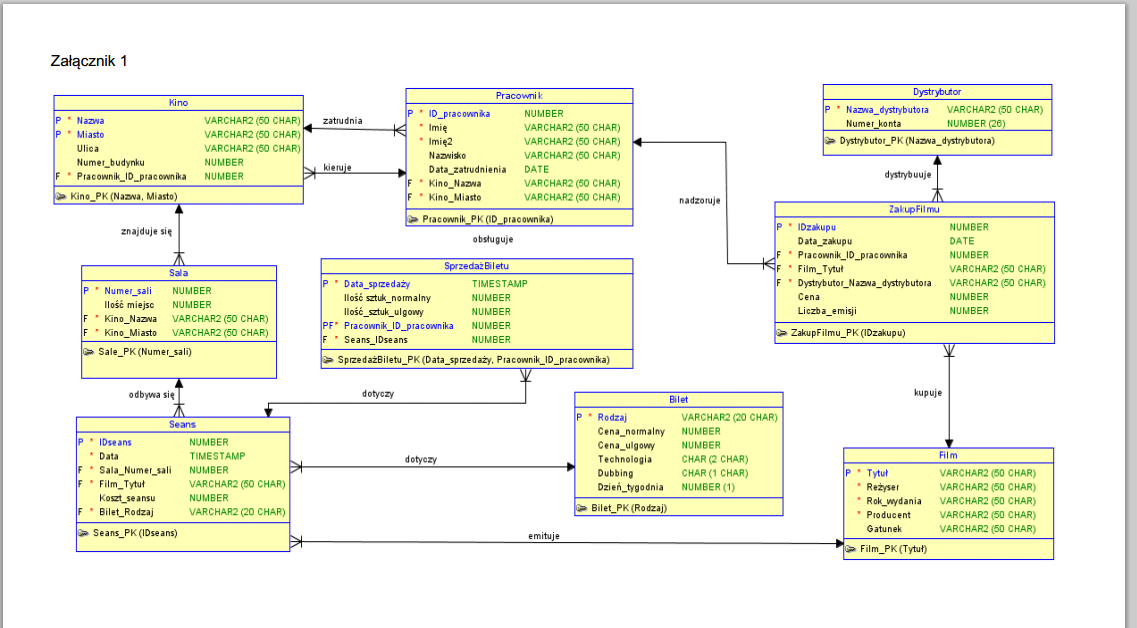 Załącznik 1
Kino
P * Nazwa VARCHAR2 (50 CHAR)
P * Miasto VARCHAR2 (50 CHAR)
Ulica VARCHAR2 (50 CHAR)
Numer_budynku NUMBER
F * Pracownik_ID_pracownika NUMBER
Kino_PK (Nazwa, Miasto)
zatrudnia
kieruje
Pracownik
P * ID_pracownika NUMBER
* Imię VARCHAR2 (50 CHAR)
* Imię2 VARCHAR2 (50 CHAR)
Nazwisko VARCHAR2 (50 CHAR)
Data_zatrudnienia DATE
F * Kino_Nazwa VARCHAR2 (50 CHAR)
F * Kino_Miasto VARCHAR2 (50 CHAR)
Pracownik_PK (ID_pracownika)
obsługuje
nadzoruje
Dystrybutor
P * Nazwa_dystrybutora VARCHAR2 (50 CHAR)
Numer_konta NUMBER (26)
Dystrybutor_PK (Nazwa_dystrybutora)
dystrybuuje
ZakupFilmu
P * IDzakupu NUMBER
Data_zakupu DATE
F * Pracownik_ID_pracownika NUMBER
F * Film_Tytuł VARCHAR2 (50 CHAR)
F * Dystrybutor_Nazwa_dystrybutora VARCHAR2 (50 CHAR)
Cena NUMBER
Liczba_emisji NUMBER
ZakupFilmu_PK (IDzakupu)
kupuje
znajduje się
Sala
P * Numer_sali NUMBER
Ilość miejsc NUMBER
F * Kino_Nazwa VARCHAR2 (50 CHAR)
F * Kino_Miasto VARCHAR2 (50 CHAR)
Sale_PK (Numer_sali)
odbywa się
SprzedażBiletu
P * Data_sprzedaży TIMESTAMP
Ilość sztuk_normalny NUMBER
Ilość sztuk_ulgowy NUMBER
PF* Pracownik_ID_pracownika NUMBER
F * Seans_IDseans NUMBER
SprzedażBiletu_PK (Data_sprzedaży, Pracownik_ID_pracownika)
dotyczy
Seans
P * IDseans NUMBER
* Data TIMESTAMP
F * Sala_Numer_sali NUMBER
F * Film_Tytuł VARCHAR2 (50 CHAR)
Koszt_seansu NUMBER
F * Bilet_Rodzaj VARCHAR2 (20 CHAR)
Seans_PK (IDseans)
dotyczy
emituje
Bilet
P * Rodzaj VARCHAR2 (20 CHAR)
Cena_normalny NUMBER
Cena_ulgowy NUMBER
Technologia CHAR (2 CHAR)
Dubbing CHAR (1 CHAR)
Dzień_tygodnia NUMBER (1)
Bilet_PK (Rodzaj)
Film
P * Tytuł VARCHAR2 (50 CHAR)
* Reżyser VARCHAR2 (50 CHAR)
* Rok_wydania VARCHAR2 (50 CHAR)
* Producent VARCHAR2 (50 CHAR)
Gatunek VARCHAR2 (50 CHAR)
Film_PK (Tytuł)